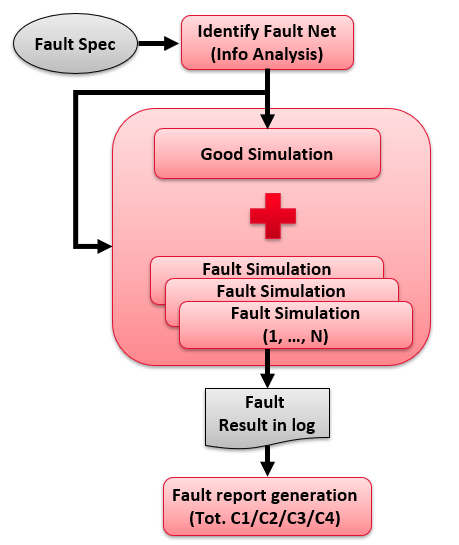 Fault Spec
Identify Fault Net
(Info Analysis)
Good Simulation
Fault Simulation
Fault Simulation
Fault Simulation
(1, ..., N)
Fault
Result in log
Fault report generation
(Tot. C1/C2/C3/C4)